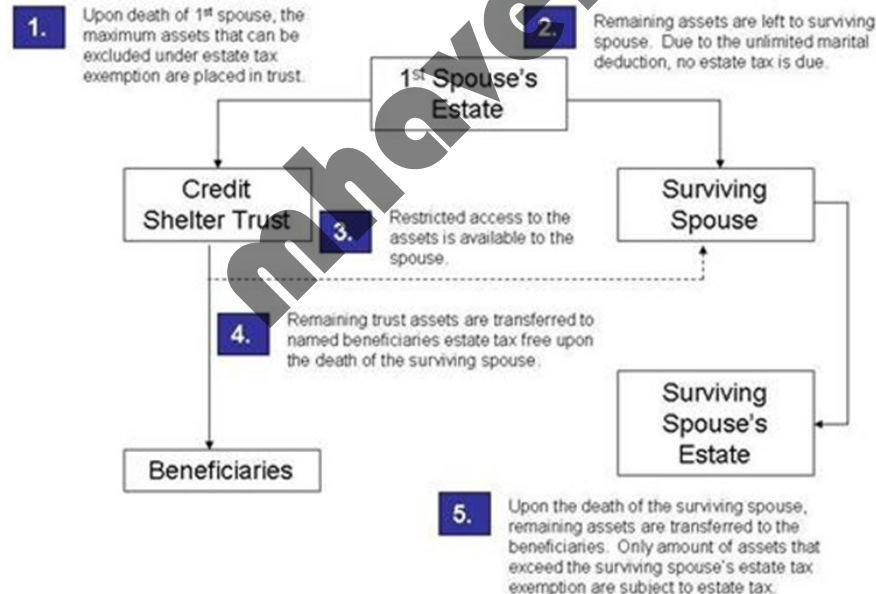 1.
Upon death of 1st spouse, the
maximum assets that can be
excluded under estate tax
exemption are placed in trust.
2.
Remaining assets are left to surviving
spouse. Due to the unlimited marital
deduction, no estate tax is due.
1st Spouse's
Estate
Credit
Shelter Trust
3.
Restricted access to the
assets is available to the
spouse.
Surviving
Spouse
4.
Remaining trust assets are transferred to
named beneficiaries estate tax free upon
the death of the surviving spouse.
Surviving
Spouse's
Estate
Beneficiaries
5.
Upon the death of the surviving spouse,
remaining assets are transferred to the
beneficiaries. Only amount of assets that
exceed the surviving spouse's estate tax
exemption are subject to estate tax.